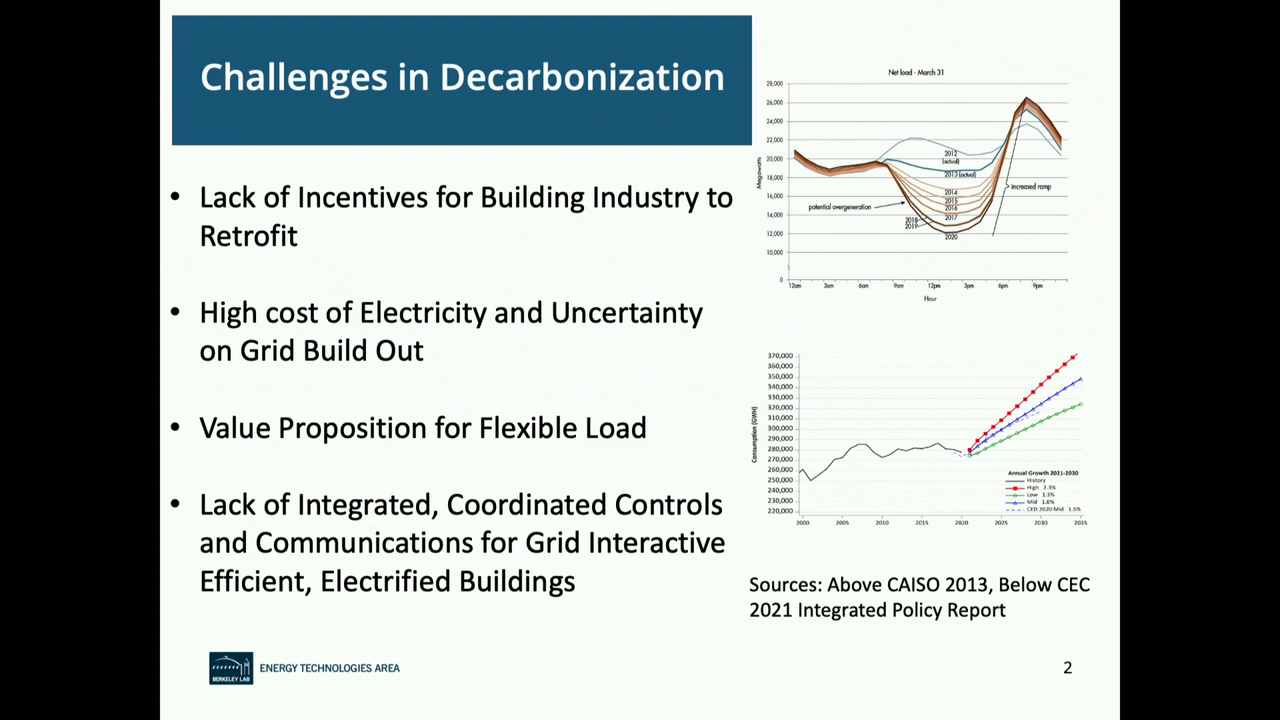 Challenges in Decarbonization
• Lack of Incentives for Building Industry to
Retrofit
• High cost of Electricity and Uncertainty
on Grid Build Out
• Value Proposition for Flexible Load
• Lack of Integrated, Coordinated Controls
and Communications for Grid Interactive
Efficient, Electrified Buildings
Net load - March 31
Megawatts
28,000
26,000
24,000
22,000
20,000
18,000
16,000
14,000
12,000
10,000
0
2012
(actual)
2013 (actual)
2014
2015
2016
2017
2018
2019
2020
potential overgeneration
increased ramp
12am 3am 6am 9am 12pm 3pm 6pm 9pm
Hour
Consumption (GWh)
370,000
360,000
350,000
340,000
330,000
320,000
310,000
300,000
290,000
280,000
270,000
260,000
250,000
240,000
230,000
220,000
2000 2005 2010 2015 2020 2025 2030 2035
Annual Growth 2021-2030
History
High 2.3%
Low 1.3%
Mid 1.8%
CED 2020 Mid 1.5%
Sources: Above CAISO 2013, Below CEC
2021 Integrated Policy Report
BERKELEY LAB
ENERGY TECHNOLOGIES AREA
2